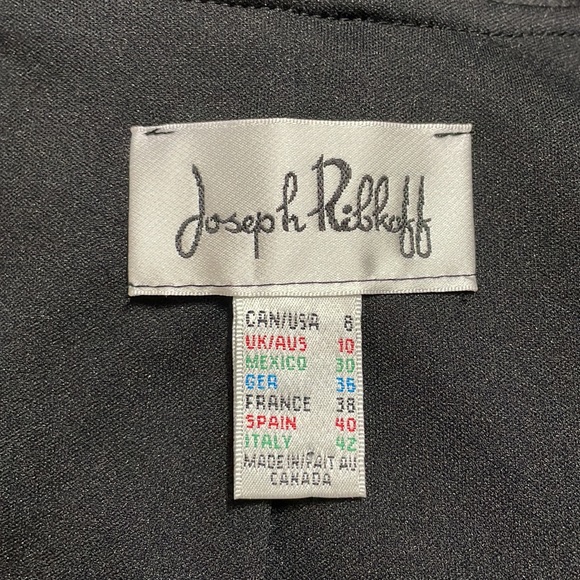 Joseph Ribkoff
CAN/USA 8
UK/AUS 10
MEXICO 30
GER 36
FRANCE 38
SPAIN 40
ITALY 42
MADE IN/FAIT AU
CANADA